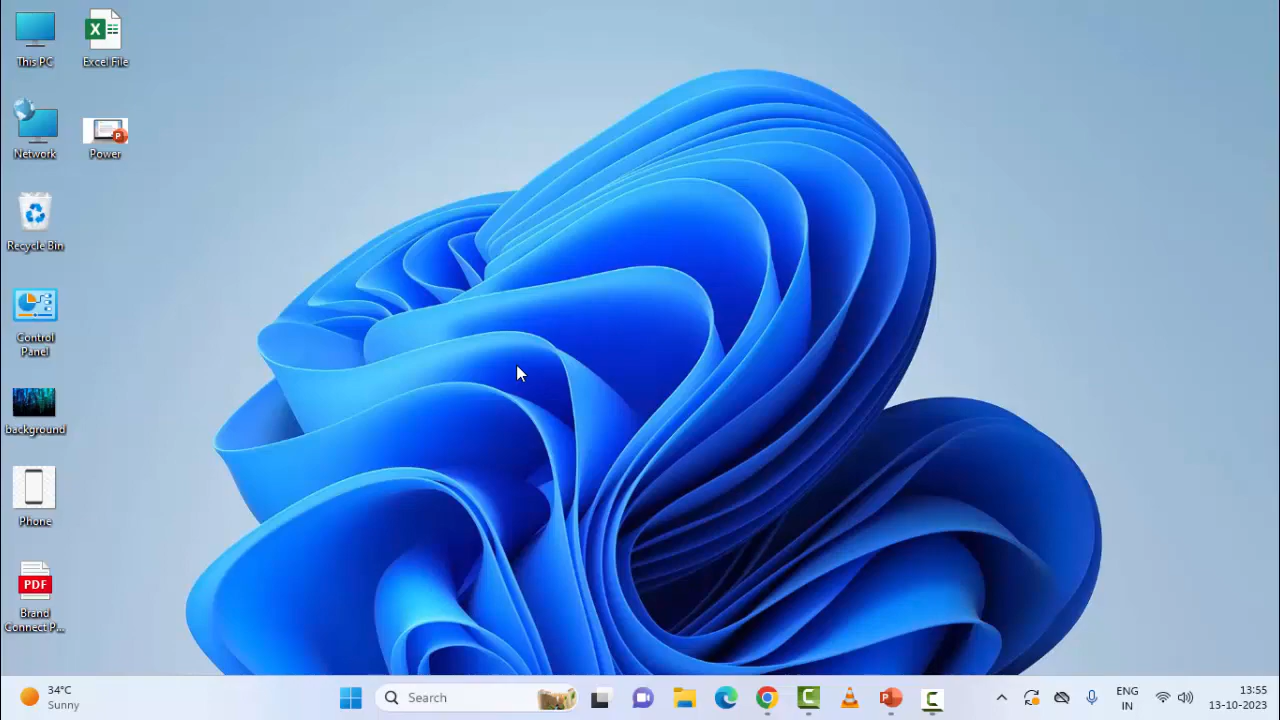 This PC
Excel File
Network
Power
Recycle Bin
Control
Panel
background
Phone
PDF
Brand
Connect P...
34°C
Sunny
Search
ENG
IN
13:55
13-10-2023